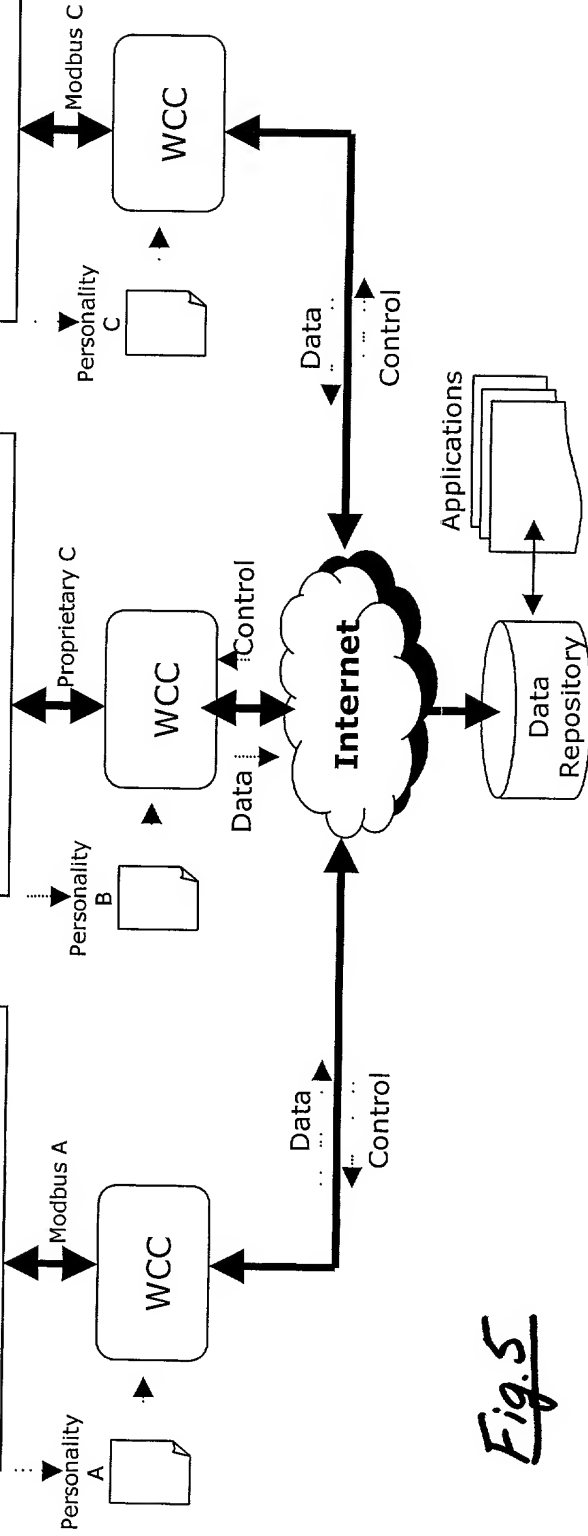 Modbus A
Personality
A
WCC
Proprietary C
Personality
B
WCC
Modbus C
Personality
C
WCC
Data
Control
Data
Control
Data
Control
Internet
Data
Repository
Applications
Fig.5